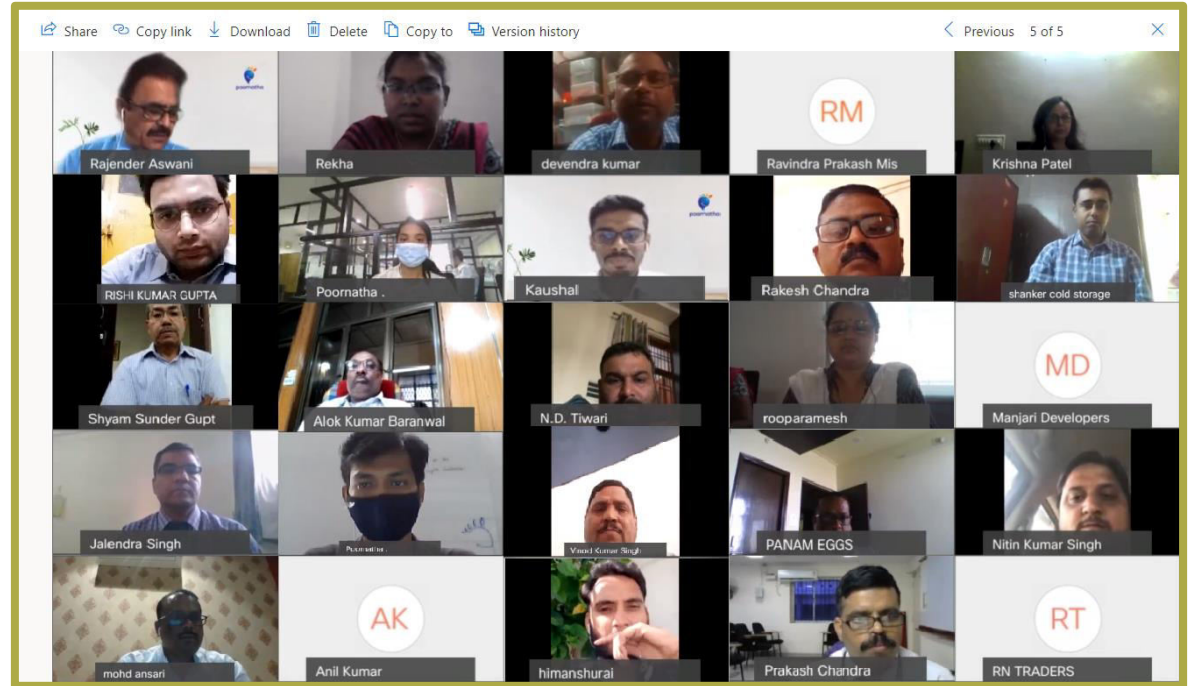 Share Copy link Download Delete Copy to Version history Previous 5 of 5
poornatha
Rajender Aswani
Rekha
devendra kumar
RM
Ravindra Prakash Mis
Krishna Patel
RISHI KUMAR GUPTA
Poornatha .
poornatha
Kaushal
Rakesh Chandra
shanker cold storage
Shyam Sunder Gupt
Alok Kumar Baranwal
N.D. Tiwari
rooparamesh
MD
Manjari Developers
Jalendra Singh
Poornatha .
Vinod Kumar Singh
PANAM EGGS
Nitin Kumar Singh
mohd ansari
AK
Anil Kumar
himanshurai
Prakash Chandra
RT
RN TRADERS